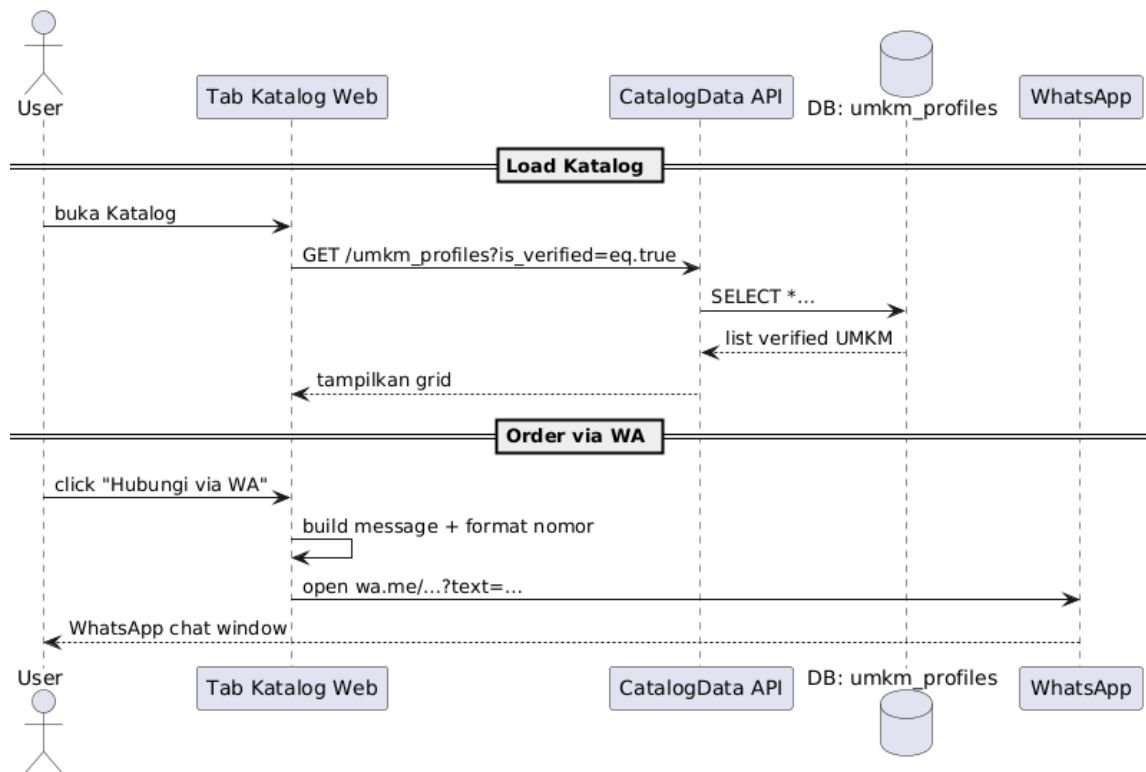 User
Tab Katalog Web
CatalogData API
DB: umkm_profiles
WhatsApp
Load Katalog
buka Katalog
GET /umkm_profiles?is_verified=eq.true
SELECT *...
list verified UMKM
tampilkan grid
Order via WA
click "Hubungi via WA"
build message + format nomor
open wa.me/...?text=...
WhatsApp chat window
User
Tab Katalog Web
CatalogData API
DB: umkm_profiles
WhatsApp